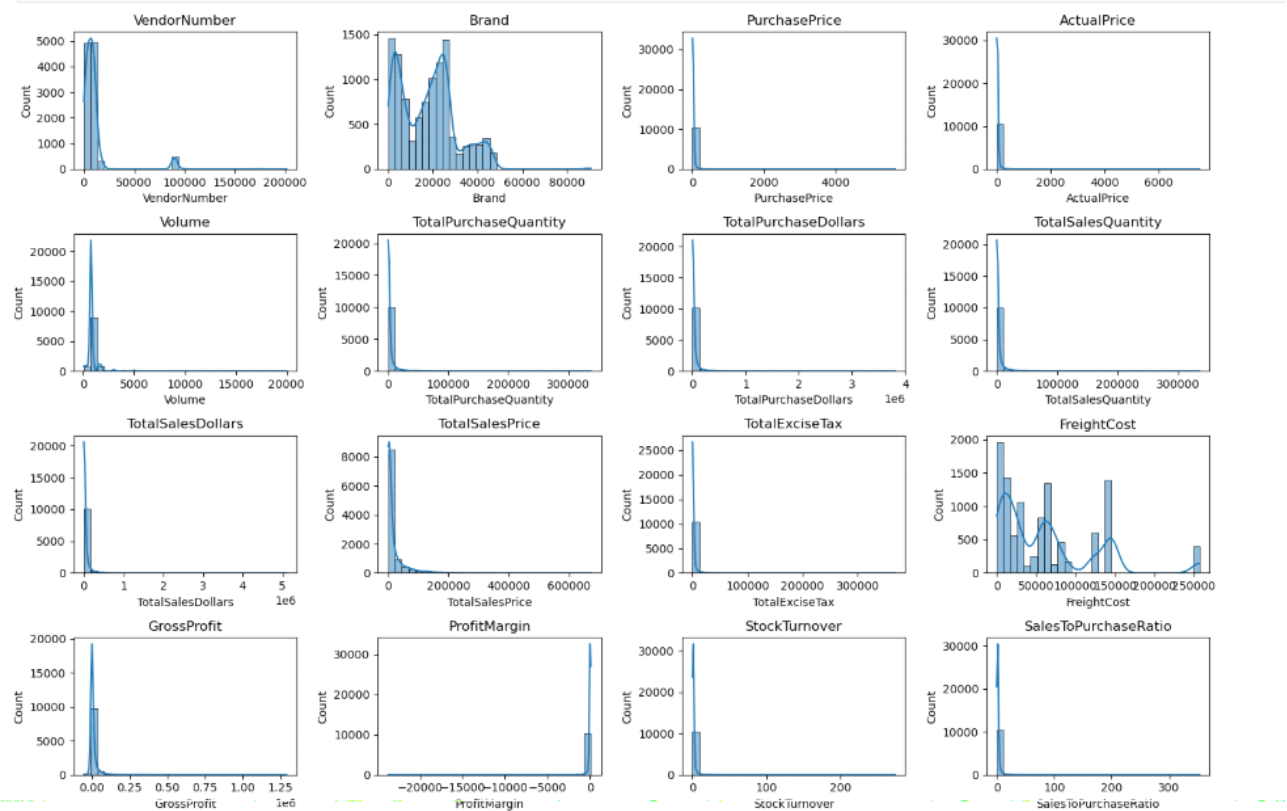 VendorNumber Brand PurchasePrice ActualPrice
Count 5000 4000 3000 2000 1000 0
Count 1500 1000 500 0
Count 30000 20000 10000 0
Count 30000 20000 10000 0
0 50000 100000 150000 200000
0 20000 40000 60000 80000
0 2000 4000
0 2000 4000 6000
VendorNumber Brand PurchasePrice ActualPrice
Volume TotalPurchaseQuantity TotalPurchaseDollars TotalSalesQuantity
Count 20000 15000 10000 5000 0
Count 20000 15000 10000 5000 0
Count 20000 15000 10000 5000 0
Count 20000 15000 10000 5000 0
0 5000 10000 15000 20000
0 100000 200000 300000
0 1 2 3 4
0 100000 200000 300000
Volume TotalPurchaseQuantity TotalPurchaseDollars 1e6 TotalSalesQuantity
TotalSalesDollars TotalSalesPrice TotalExciseTax FreightCost
Count 20000 15000 10000 5000 0
Count 8000 6000 4000 2000 0
Count 25000 20000 15000 10000 5000 0
Count 2000 1500 1000 500 0
0 1 2 3 4 5
0 200000 400000 600000
0 100000 200000 300000
0 50000 100000 150000 200000 250000
TotalSalesDollars 1e6 TotalSalesPrice TotalExciseTax FreightCost
GrossProfit ProfitMargin StockTurnover SalesToPurchaseRatio
Count 20000 15000 10000 5000 0
Count 30000 20000 10000 0
Count 30000 20000 10000 0
Count 30000 20000 10000 0
0.00 0.25 0.50 0.75 1.00 1.25
−20000 −15000 −10000 −5000 0
0 100 200
0 100 200 300
GrossProfit 1e6 ProfitMargin StockTurnover SalesToPurchaseRatio